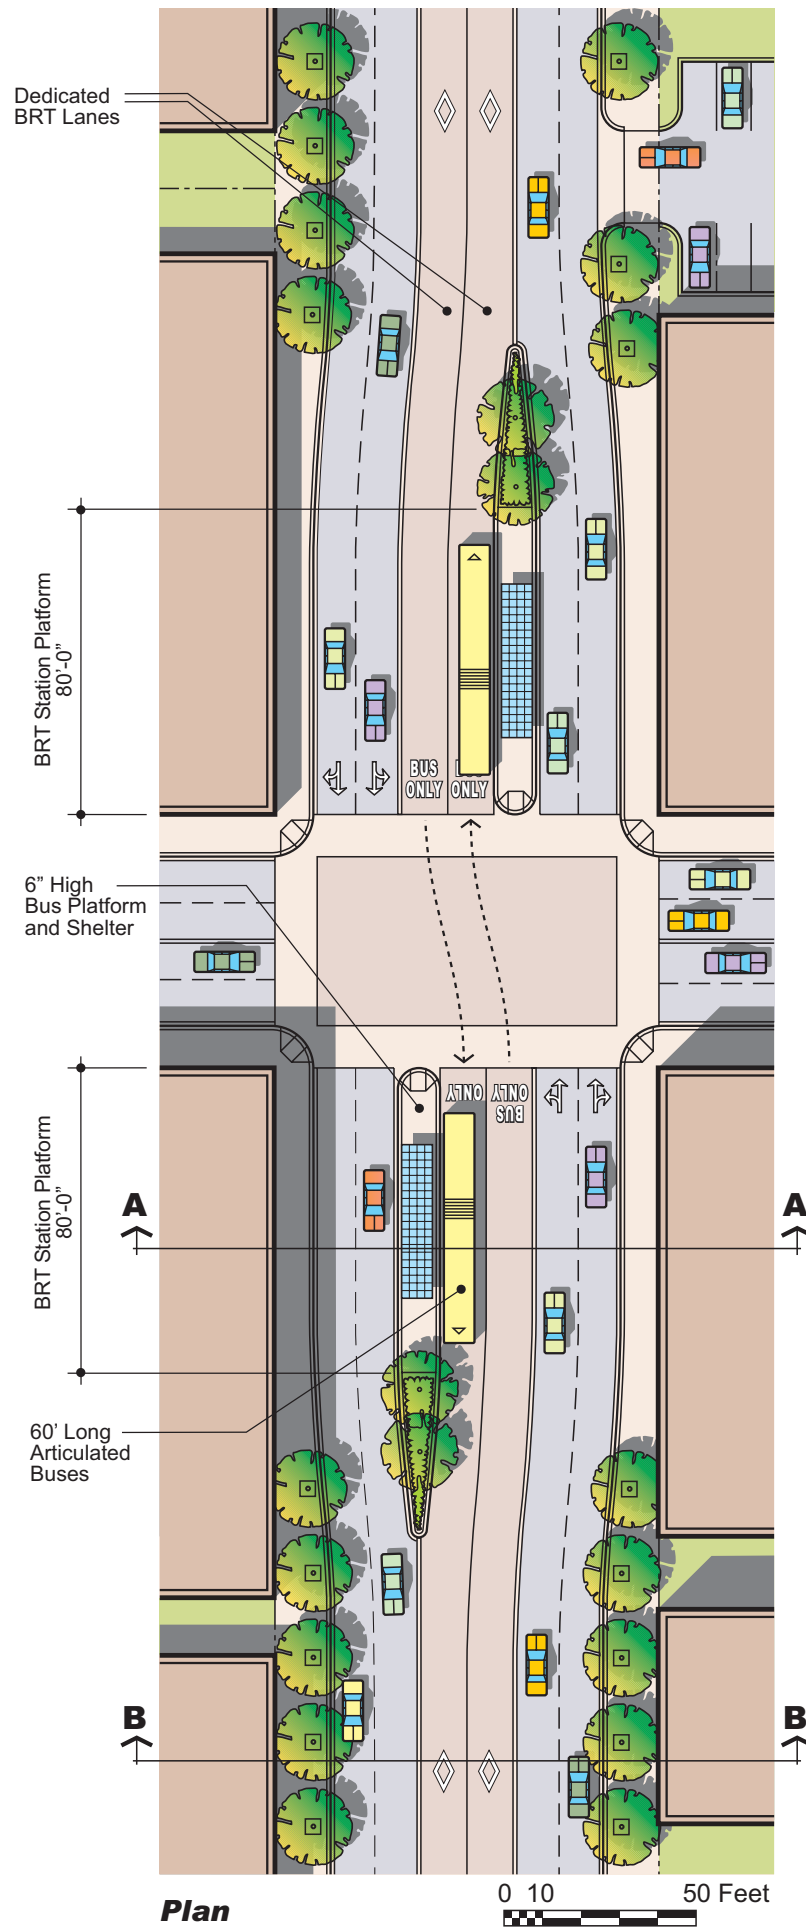 Dedicated
BRT Lanes
BRT Station Platform
80'-0"
BUS
ONLY
ONLY
6” High
Bus Platform
and Shelter
ONLY
BUS
ONLY
BRT Station Platform
80'-0"
A
A
60’ Long
Articulated
Buses
B
B
Plan
0 10 50 Feet